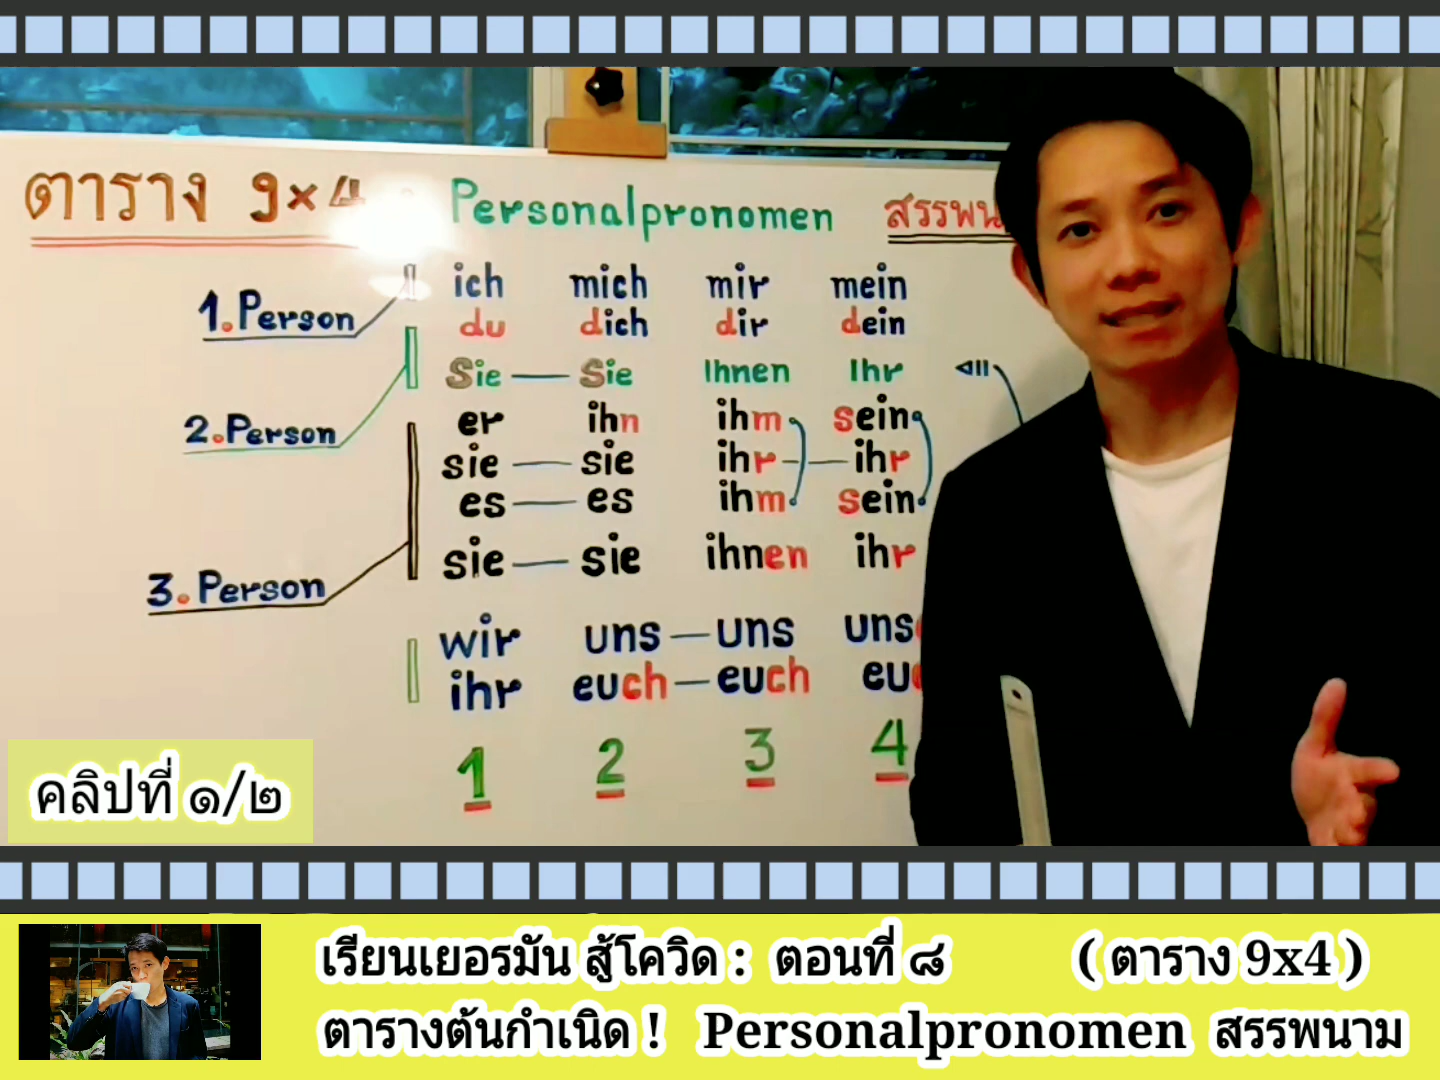 ตาราง 9×4 Personalpronomen
1.Person
2.Person
3.Person
ich mich mir mein
du dich dir dein
Sie — Sie Ihnen Ihr
er ihn ihm sein
sie — sie ihr — ihr
es — es ihm sein
sie — sie ihnen ihr
wir uns — uns
ihr euch — euch
1 2 3 4
คลิปที่ ๑/๒
เรียนเยอรมัน สู้โควิด : ตอนที่ ๘ ( ตาราง 9x4 )
ตารางต้นกำเนิด ! Personalpronomen สรรพนาม